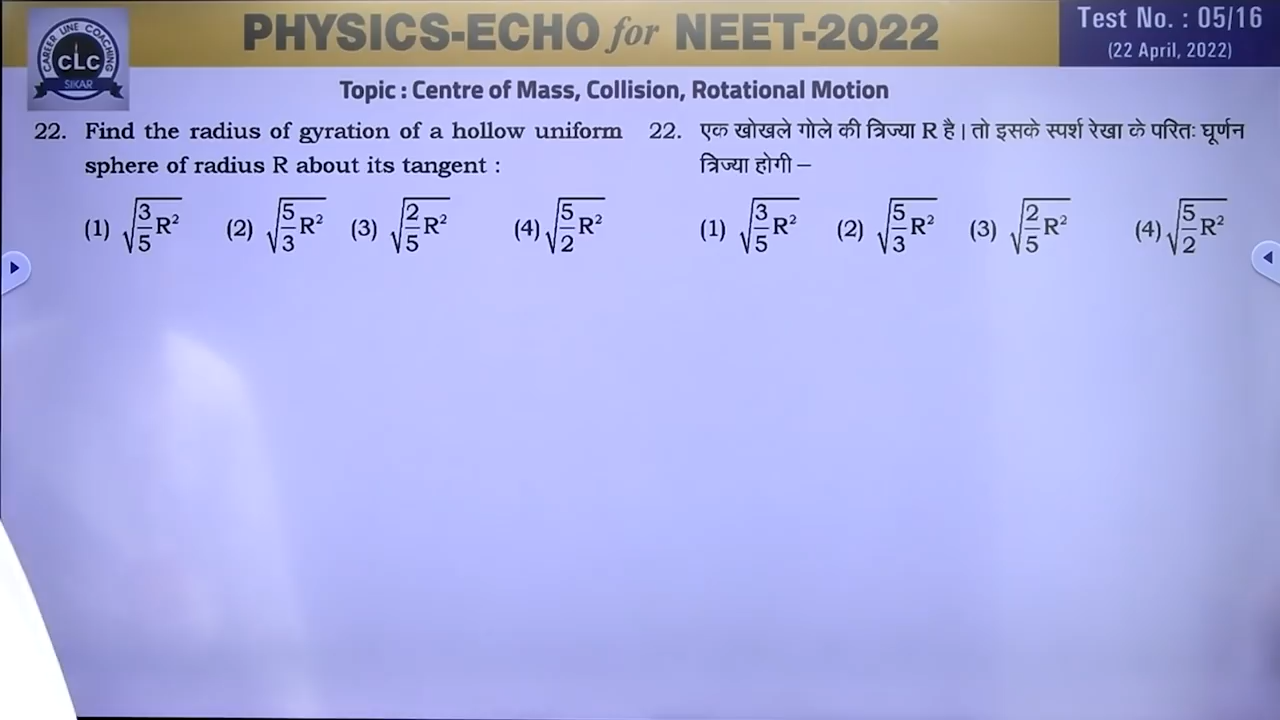 PHYSICS-ECHO for NEET-2022
Test No. : 05/16
(22 April, 2022)
CAREER LINE COACHING
CLC
SIKAR
Topic : Centre of Mass, Collision, Rotational Motion
22. Find the radius of gyration of a hollow uniform
sphere of radius R about its tangent :
(1) √(3/5 R²) (2) √(5/3 R²) (3) √(2/5 R²) (4) √(5/2 R²)
22. एक खोखले गोले की त्रिज्या R है। तो इसके स्पर्श रेखा के परितः घूर्णन
त्रिज्या होगी –
(1) √(3/5 R²) (2) √(5/3 R²) (3) √(2/5 R²) (4) √(5/2 R²)